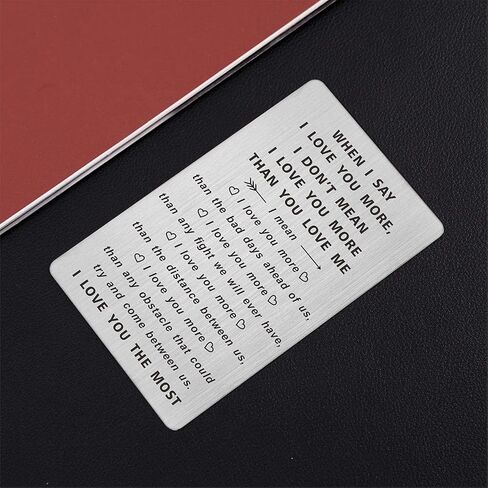 WHEN I SAY
I LOVE YOU MORE,
I DON'T MEAN
I LOVE YOU MORE
THAN YOU LOVE ME
I mean
♡ I love you more ♡
than the bad days ahead of us,
♡ I love you more ♡
than any fight we will ever have,
♡ I love you more ♡
than the distance between us,
♡ I love you more ♡
than any obstacle that could
try and come between us.
I LOVE YOU THE MOST